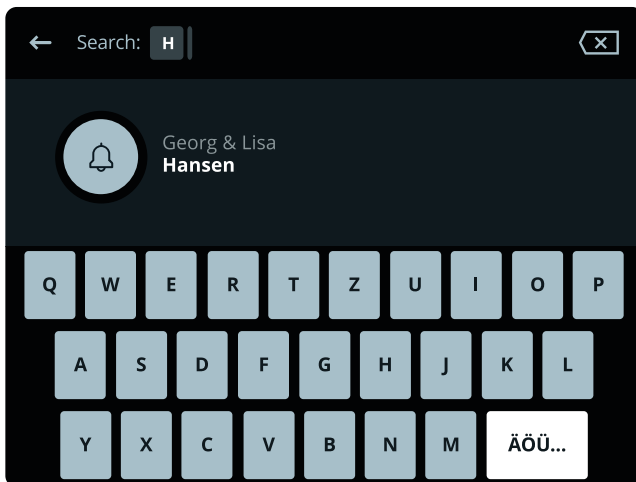 Search: H
Georg & Lisa
Hansen
Q W E R T Z U I O P
A S D F G H J K L
Y X C V B N M ÄÖÜ...